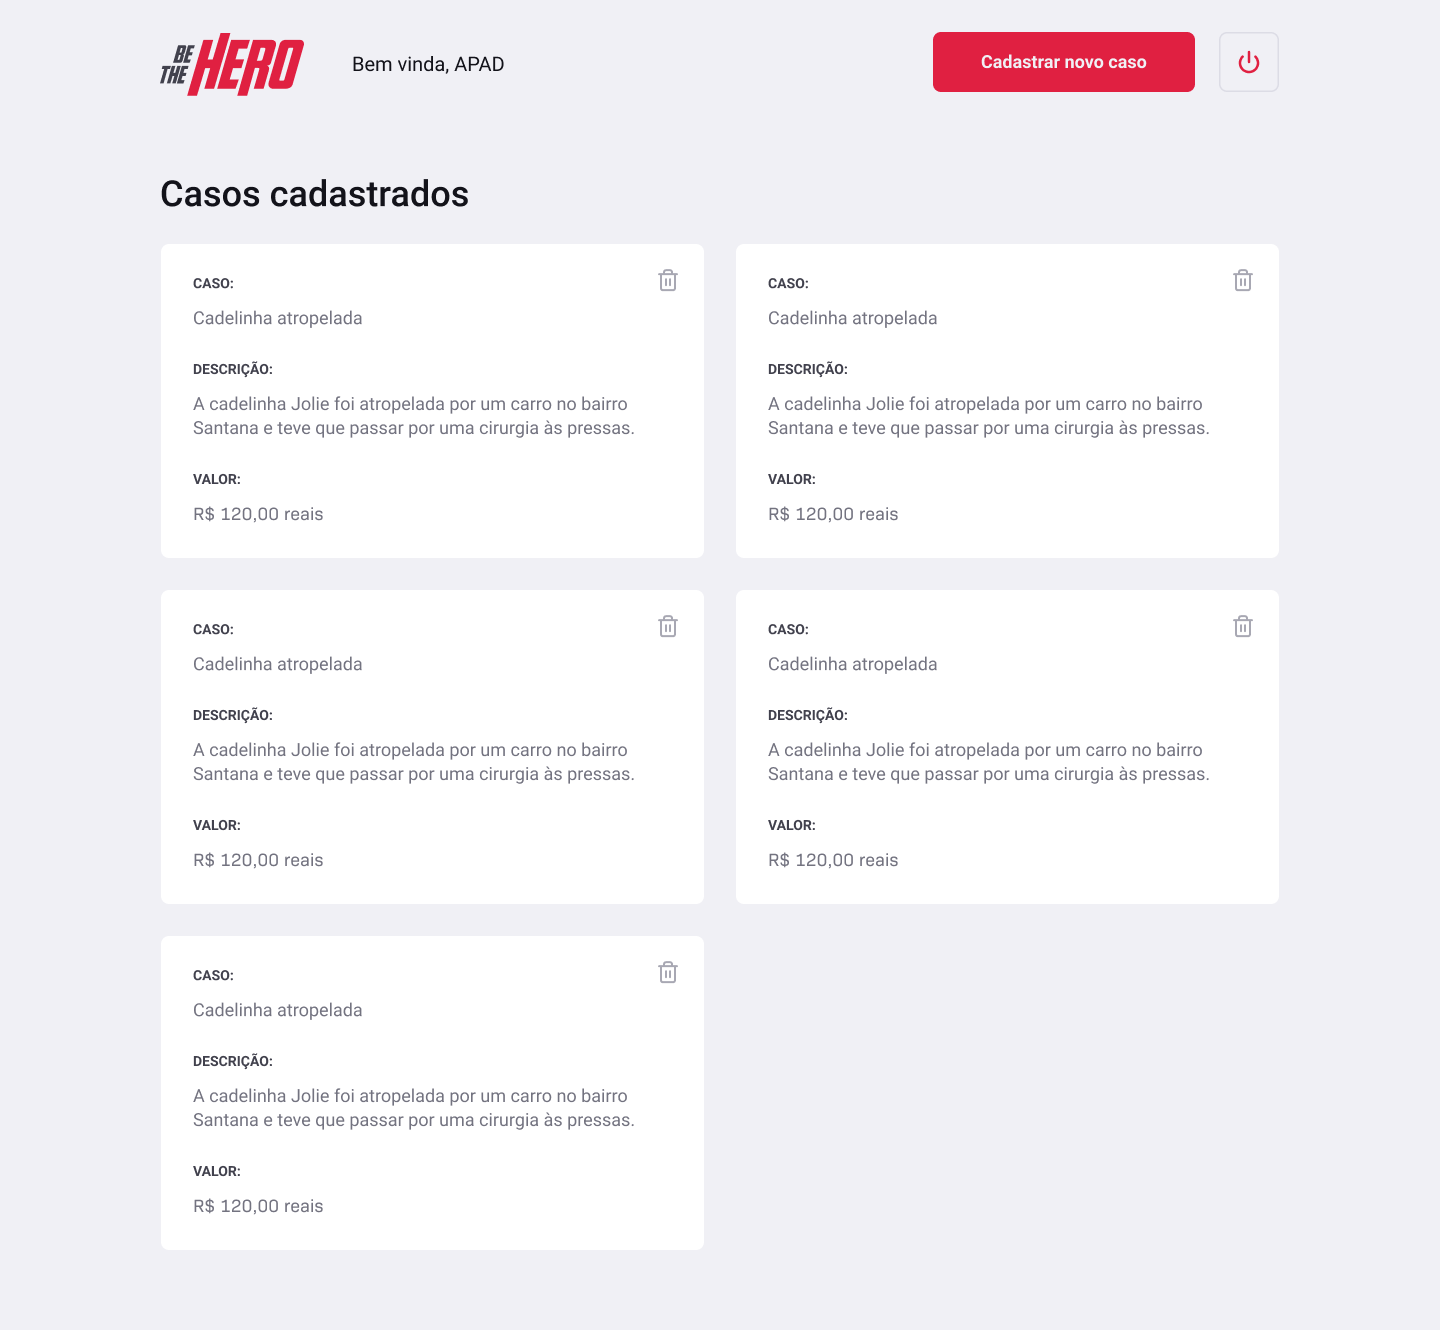 BE
THE HERO
Bem vinda, APAD
Cadastrar novo caso
Casos cadastrados
CASO:
Cadelinha atropelada
DESCRIÇÃO:
A cadelinha Jolie foi atropelada por um carro no bairro
Santana e teve que passar por uma cirurgia às pressas.
VALOR:
R$ 120,00 reais
CASO:
Cadelinha atropelada
DESCRIÇÃO:
A cadelinha Jolie foi atropelada por um carro no bairro
Santana e teve que passar por uma cirurgia às pressas.
VALOR:
R$ 120,00 reais
CASO:
Cadelinha atropelada
DESCRIÇÃO:
A cadelinha Jolie foi atropelada por um carro no bairro
Santana e teve que passar por uma cirurgia às pressas.
VALOR:
R$ 120,00 reais
CASO:
Cadelinha atropelada
DESCRIÇÃO:
A cadelinha Jolie foi atropelada por um carro no bairro
Santana e teve que passar por uma cirurgia às pressas.
VALOR:
R$ 120,00 reais
CASO:
Cadelinha atropelada
DESCRIÇÃO:
A cadelinha Jolie foi atropelada por um carro no bairro
Santana e teve que passar por uma cirurgia às pressas.
VALOR:
R$ 120,00 reais